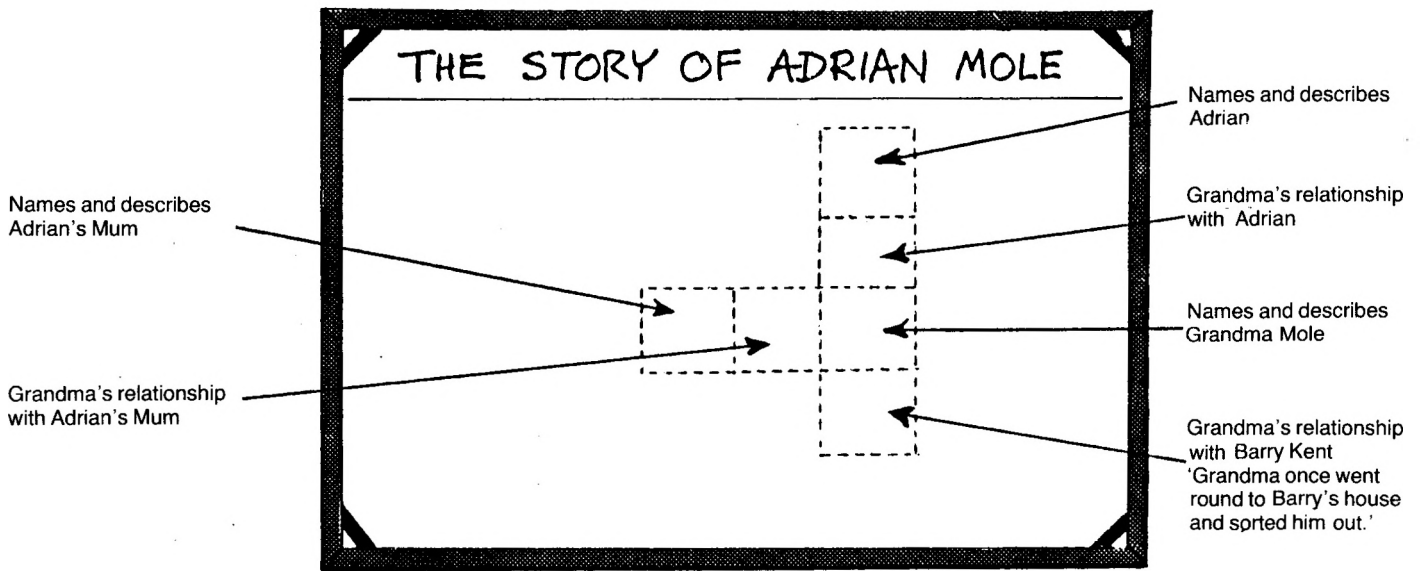 THE STORY OF ADRIAN MOLE
Names and describes
Adrian
Grandma's relationship
with Adrian
Names and describes
Adrian's Mum
Names and describes
Grandma Mole
Grandma's relationship
with Adrian's Mum
Grandma's relationship
with Barry Kent
'Grandma once went
round to Barry's house
and sorted him out.'